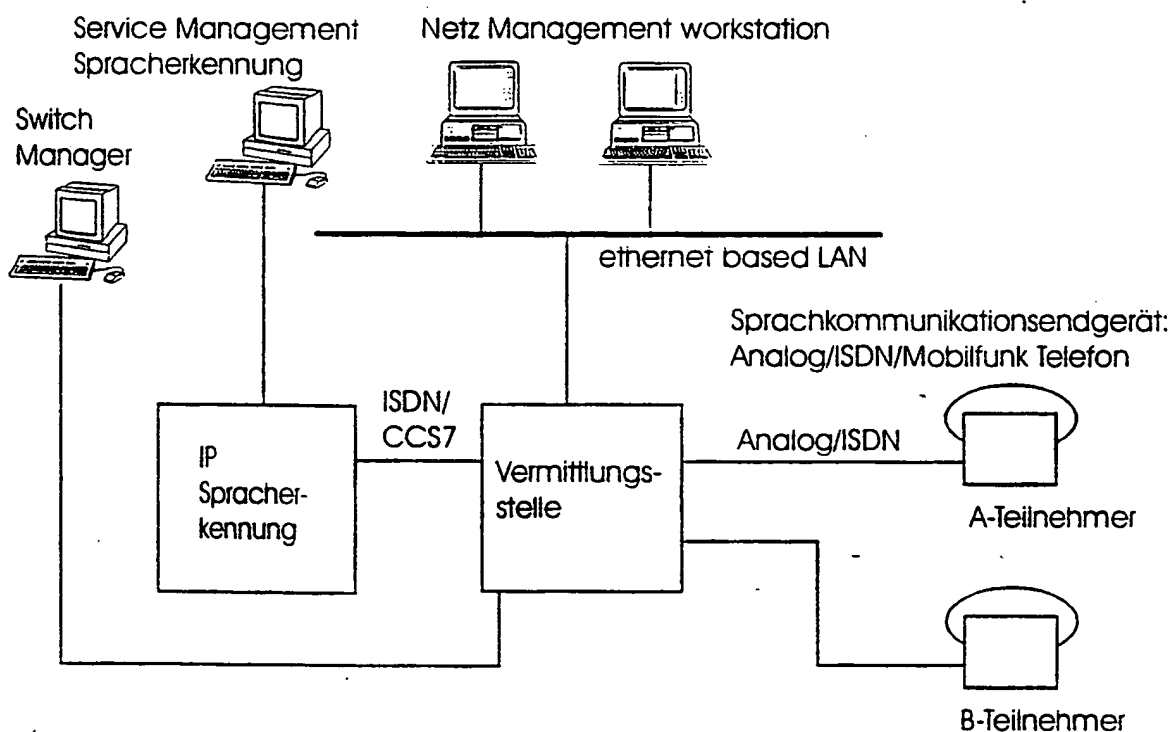 Service Management
Spracherkennung
Netz Management workstation
Switch
Manager
ethernet based LAN
Sprachkommunikationsendgerät:
Analog/ISDN/Mobilfunk Telefon
ISDN/
CCS7
IP
Spracher-
kennung
Vermittlungs-
stelle
Analog/ISDN
A-Teilnehmer
B-Teilnehmer